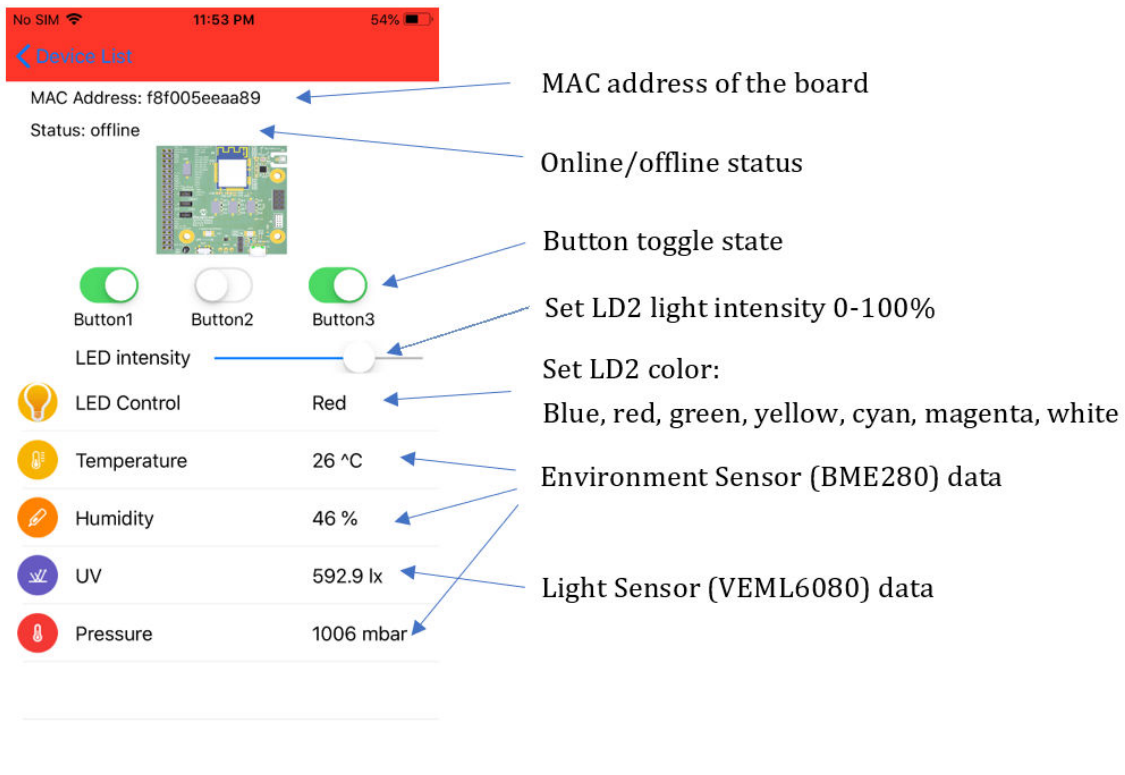 No SIM 11:53 PM 54%
Device List
MAC Address: f8f005eeaa89
MAC address of the board
Status: offline
Online/offline status
Button toggle state
Button1 Button2 Button3
Set LD2 light intensity 0-100%
LED intensity
Set LD2 color:
LED Control Red
Blue, red, green, yellow, cyan, magenta, white
Temperature 26 ^C
Environment Sensor (BME280) data
Humidity 46 %
UV 592.9 lx
Light Sensor (VEML6080) data
Pressure 1006 mbar